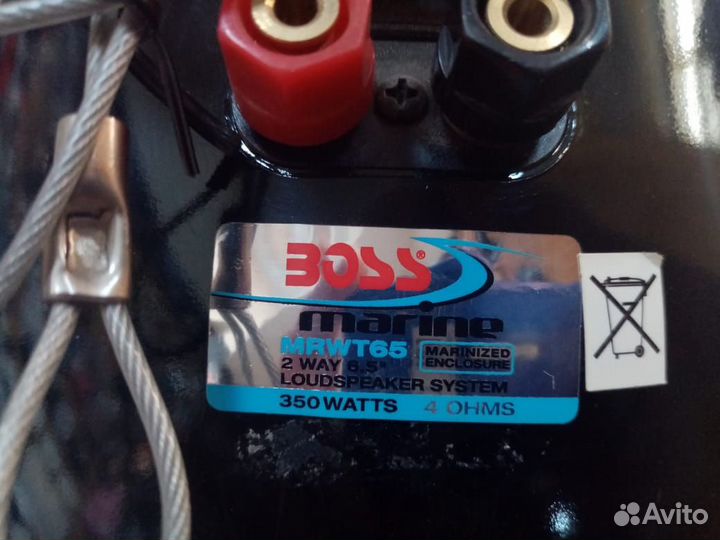 BOSS®
marine
MRWT65 MARINIZED ENCLOSURE
2 WAY 6.5"
LOUDSPEAKER SYSTEM
350 WATTS 4 OHMS
Avito